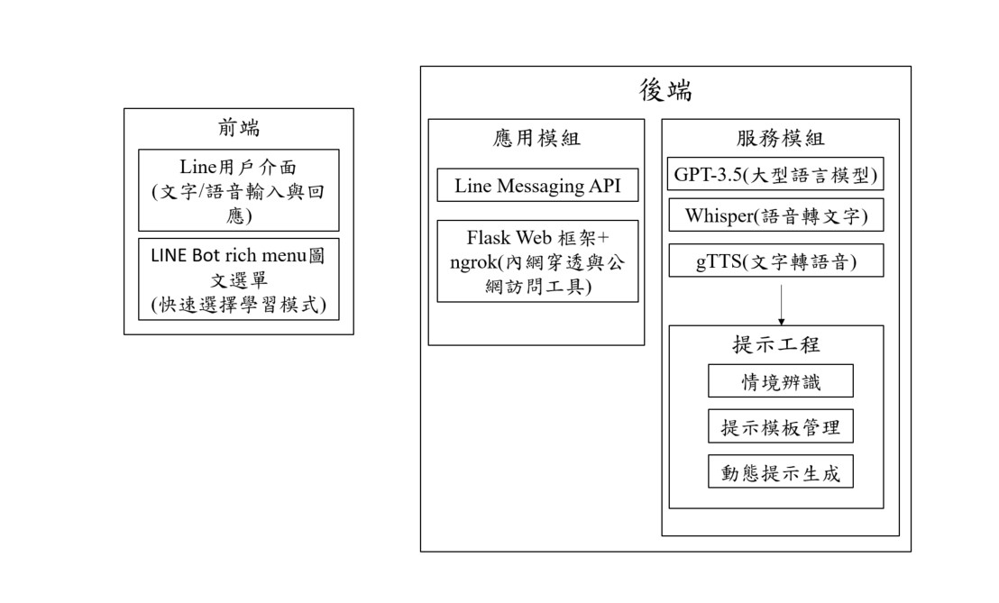 前端
Line用戶介面
(文字/語音輸入與回
應)
LINE Bot rich menu圖
文選單
(快速選擇學習模式)
後端
應用模組
Line Messaging API
Flask Web 框架+
ngrok(內網穿透與公
網訪問工具)
服務模組
GPT-3.5(大型語言模型)
Whisper(語音轉文字)
gTTS(文字轉語音)
提示工程
情境辨識
提示模板管理
動態提示生成